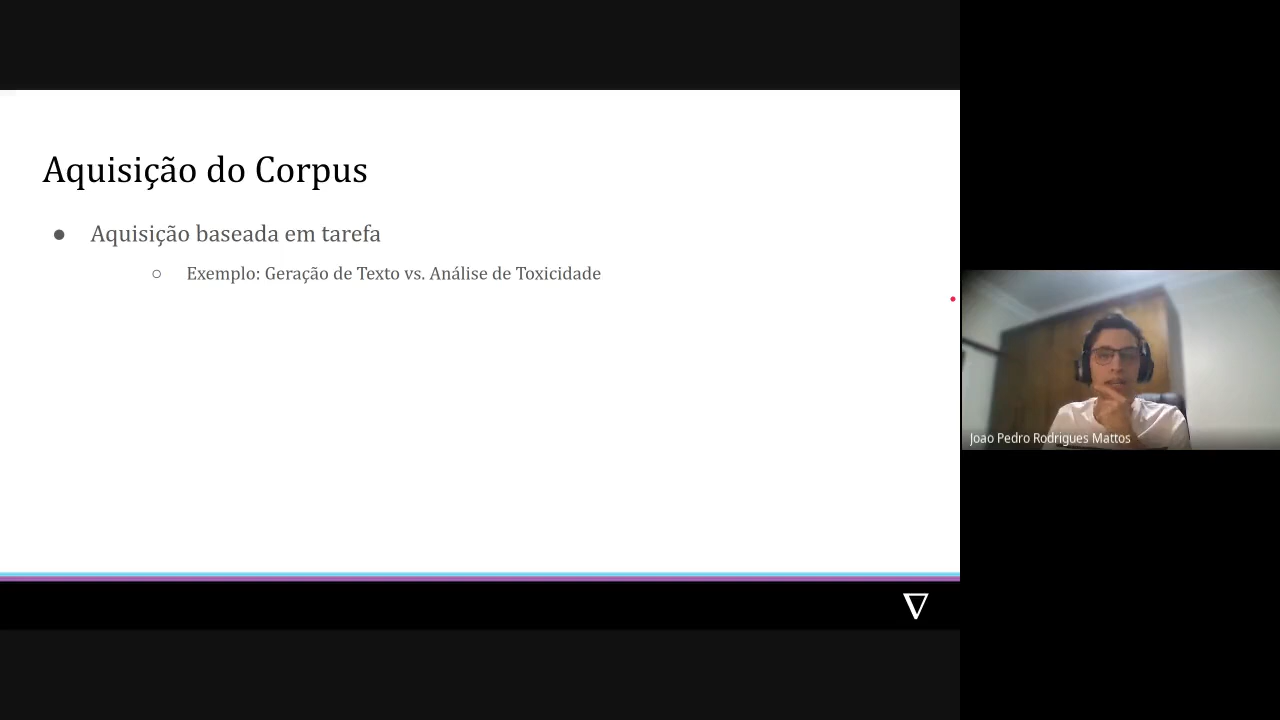 Aquisição do Corpus
● Aquisição baseada em tarefa
○ Exemplo: Geração de Texto vs. Análise de Toxicidade
Joao Pedro Rodrigues Mattos